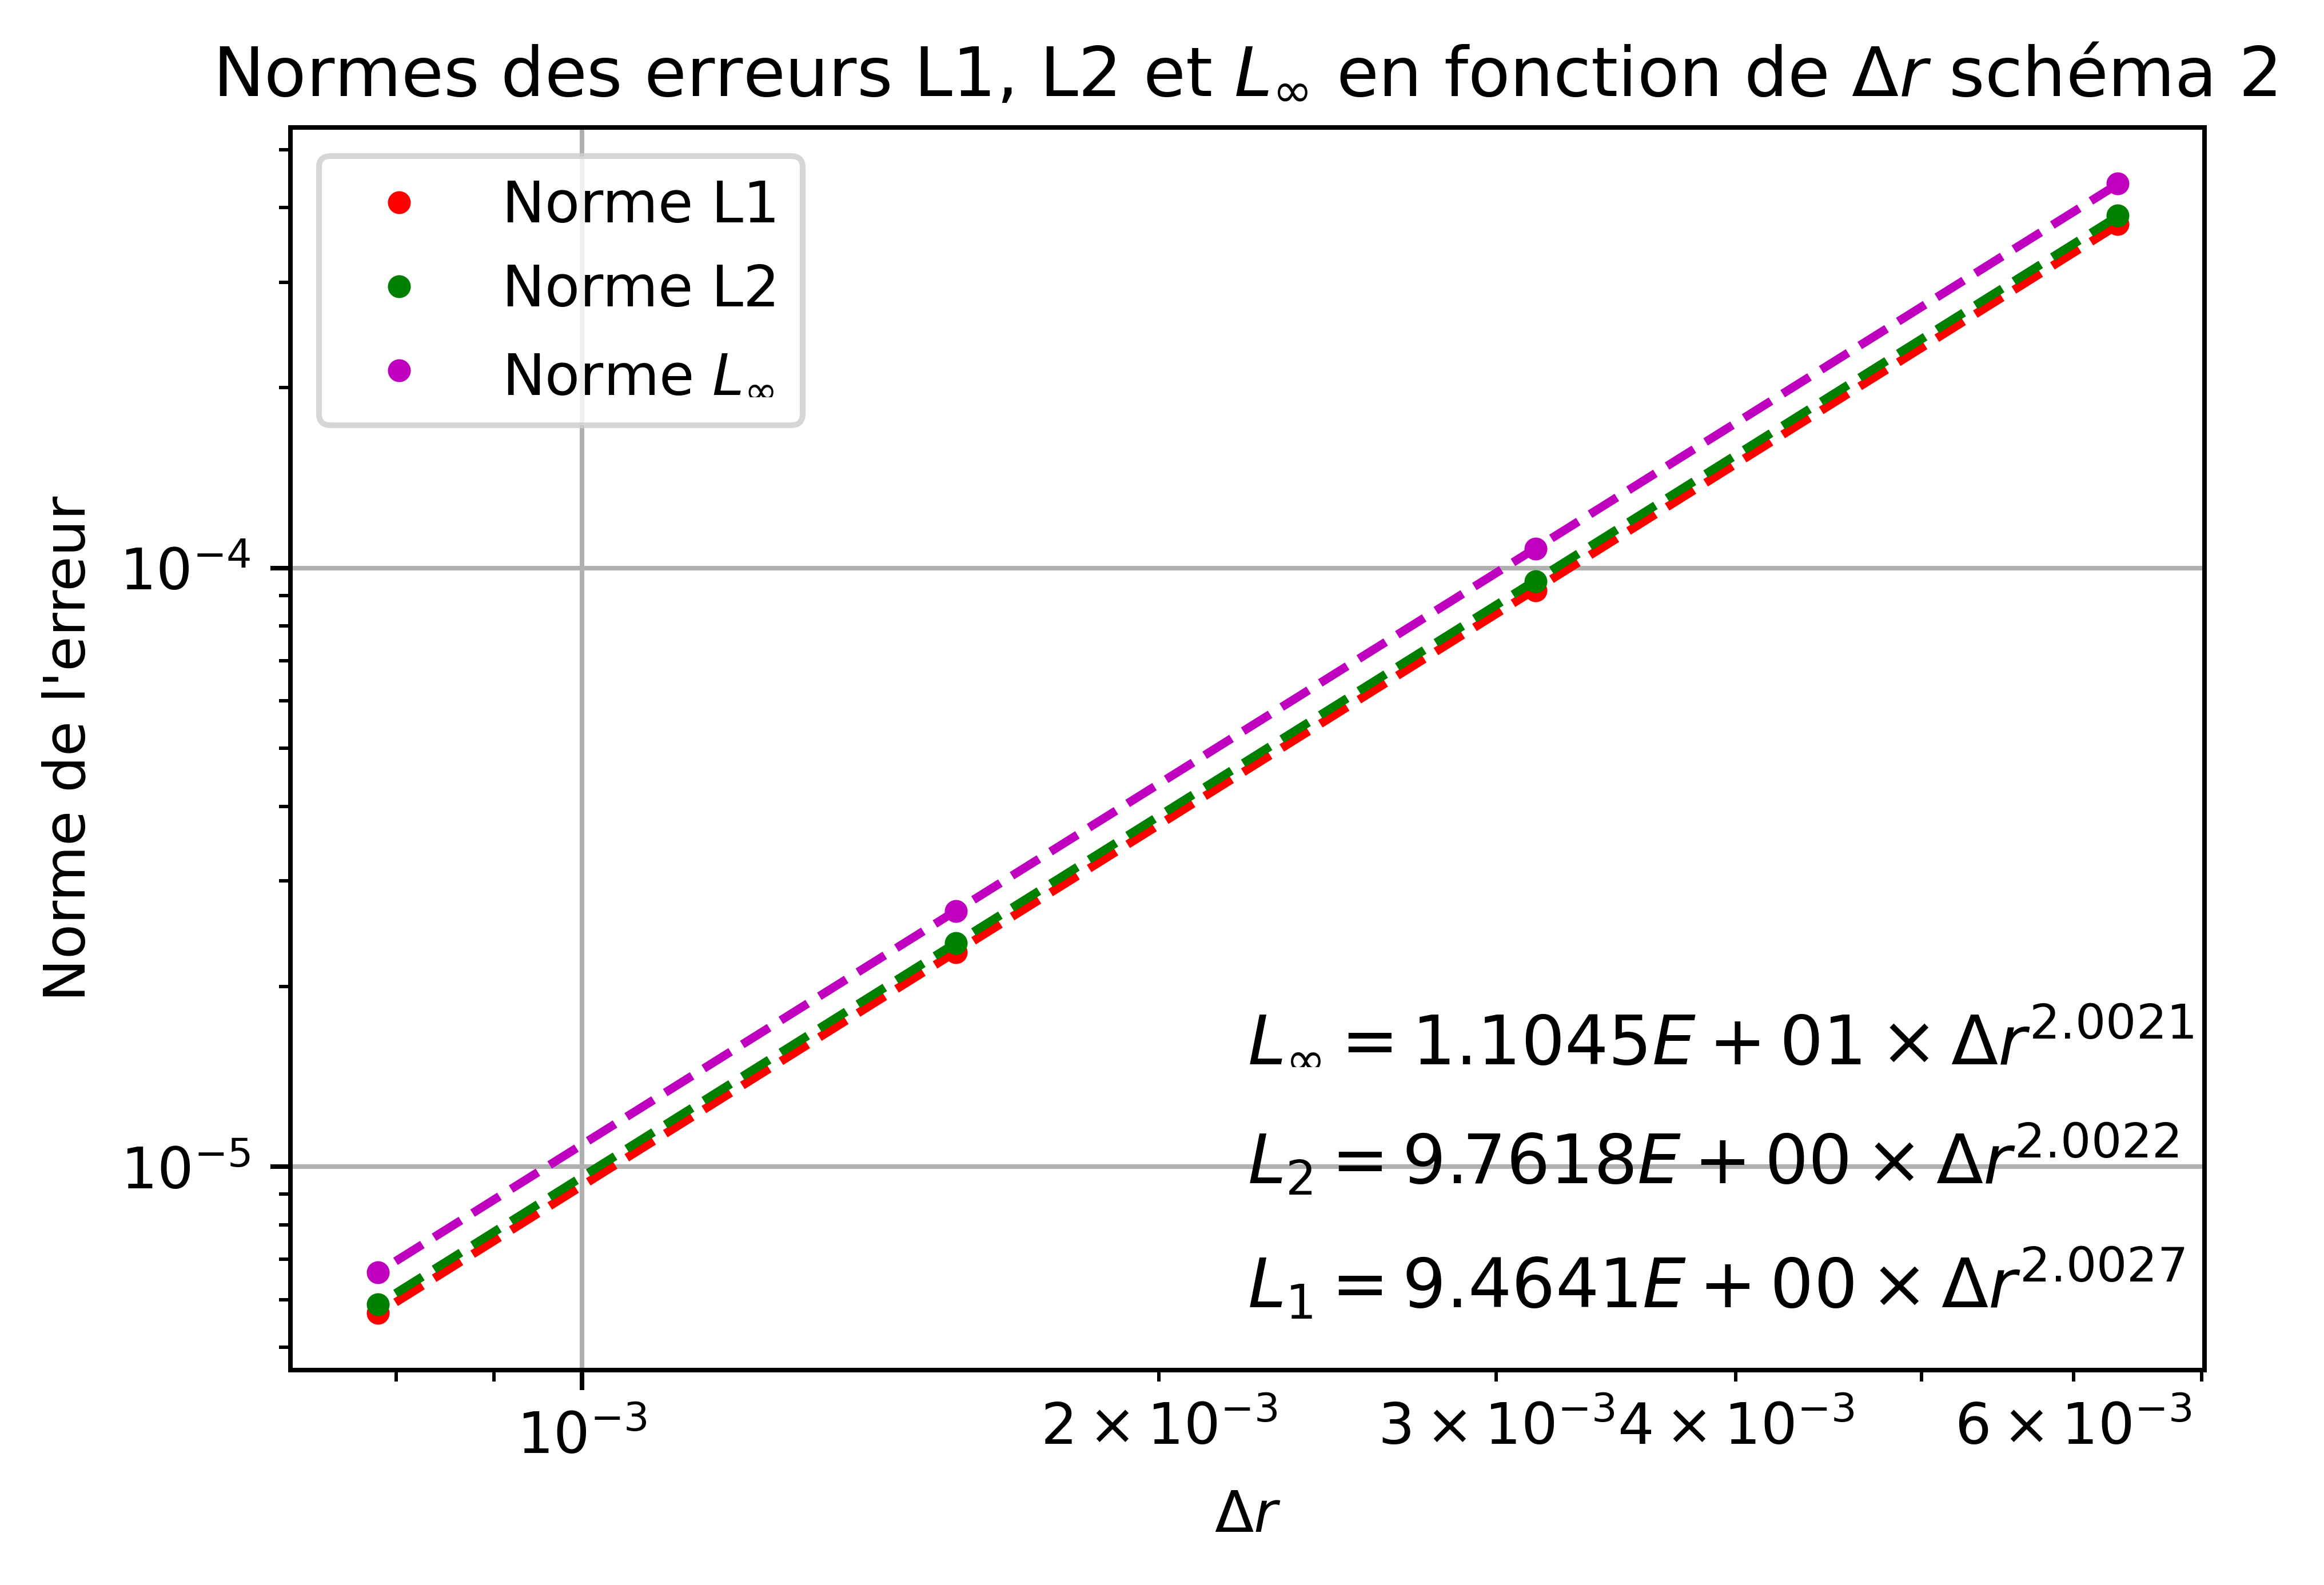 Normes des erreurs L1, L2 et L∞ en fonction de Δr schéma 2
Norme L1
Norme L2
Norme L∞
Norme de l'erreur
10⁻⁴
10⁻⁵
L∞ = 1.1045E + 01 × Δr^2.0021
L₂ = 9.7618E + 00 × Δr^2.0022
L₁ = 9.4641E + 00 × Δr^2.0027
10⁻³ 2 × 10⁻³ 3 × 10⁻³ 4 × 10⁻³ 6 × 10⁻³
Δr